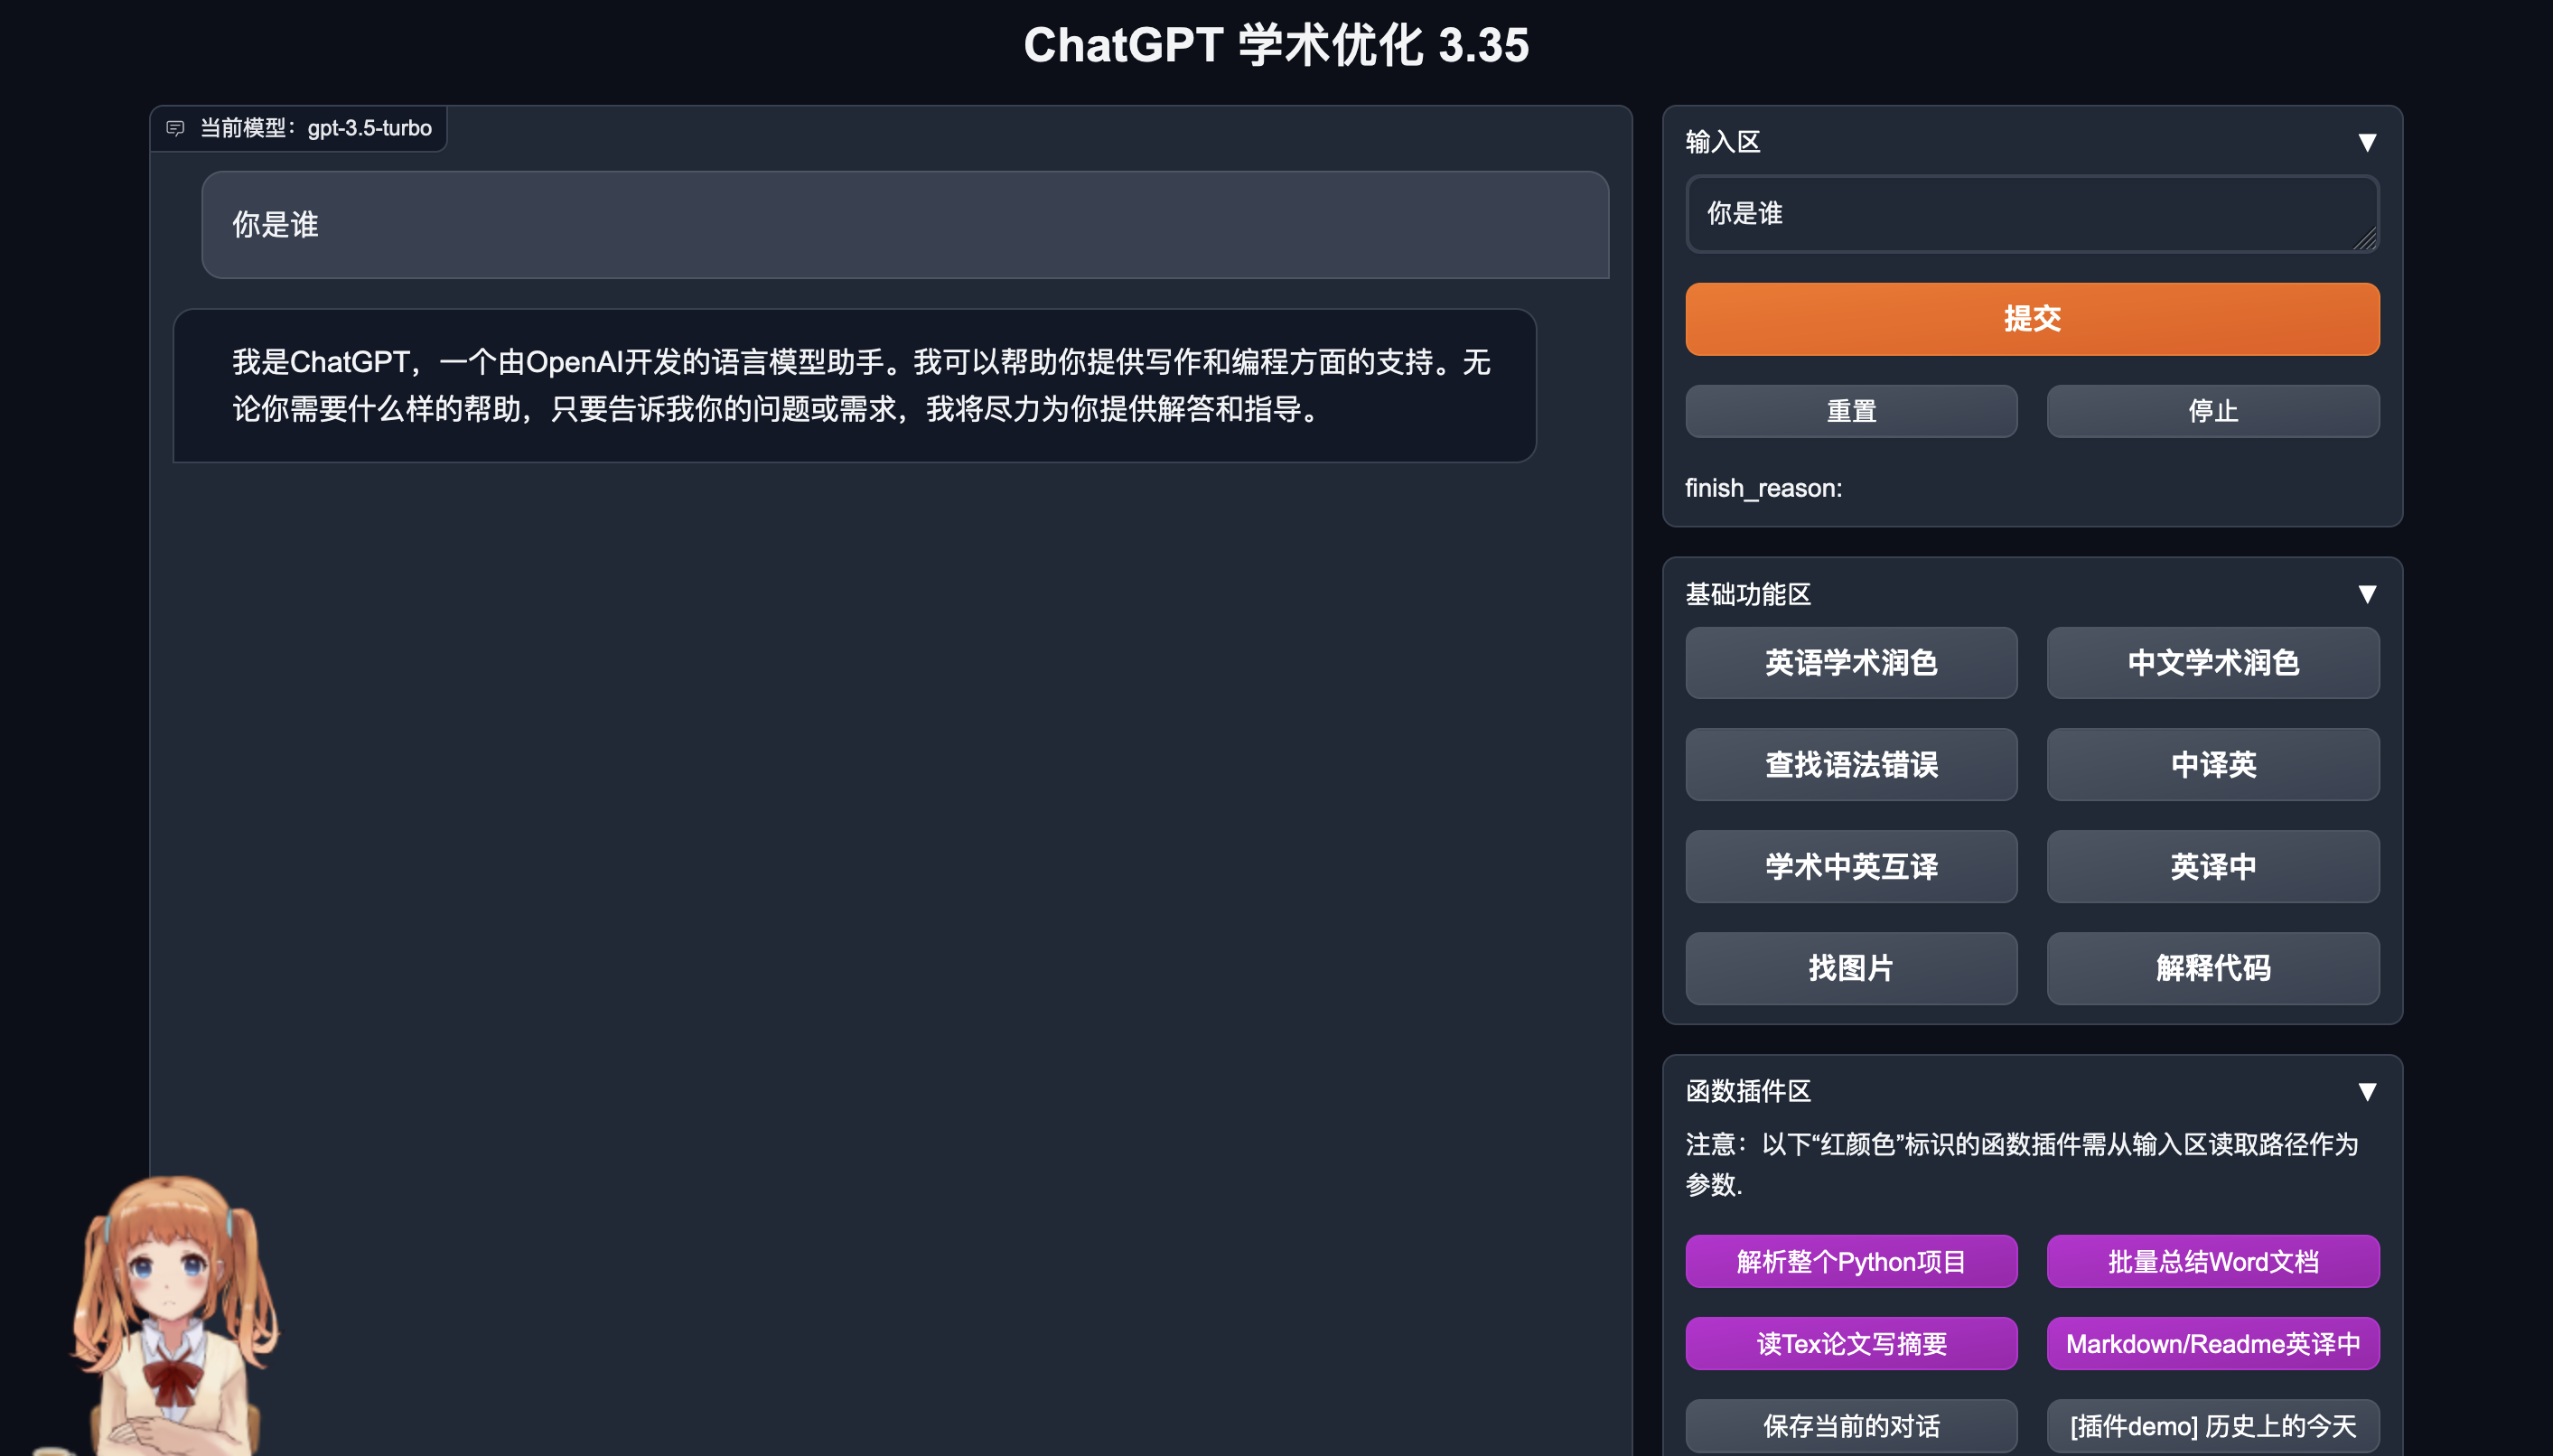 ChatGPT 学术优化 3.35
当前模型：gpt-3.5-turbo
你是谁
我是ChatGPT，一个由OpenAI开发的语言模型助手。我可以帮助你提供写作和编程方面的支持。无
论你需要什么样的帮助，只要告诉我你的问题或需求，我将尽力为你提供解答和指导。
输入区
你是谁
提交
重置
停止
finish_reason:
基础功能区
英语学术润色
中文学术润色
查找语法错误
中译英
学术中英互译
英译中
找图片
解释代码
函数插件区
注意：以下“红颜色”标识的函数插件需从输入区读取路径作为
参数.
解析整个Python项目
批量总结Word文档
读Tex论文写摘要
Markdown/Readme英译中
保存当前的对话
[插件demo] 历史上的今天